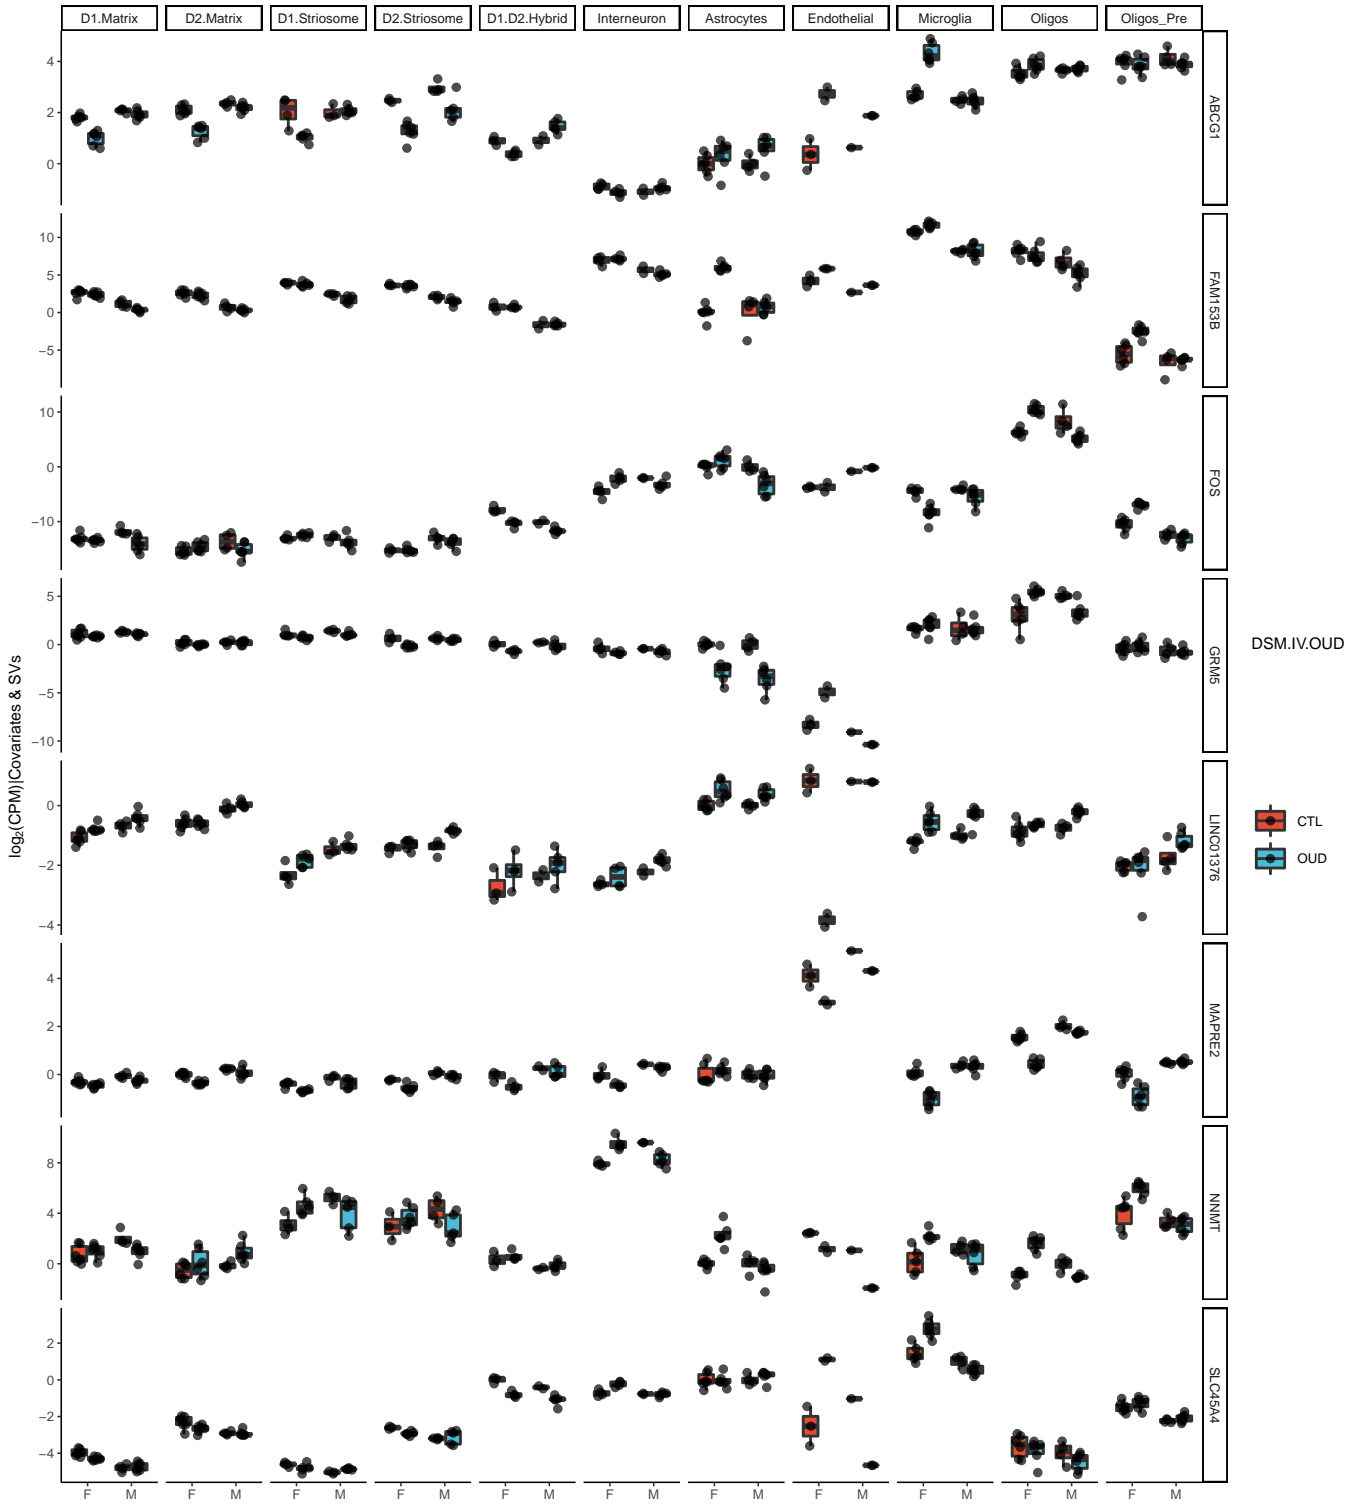 D1.Matrix D2.Matrix D1.Striosome D2.Striosome D1.D2.Hybrid Interneuron Astrocytes Endothelial Microglia Oligos Oligos_Pre
4
2
0
ABCG1
10
5
0
−5
FAM153B
10
0
−10
FOS
5
0
−5
−10
GRM5
0
−2
−4
LINC01376
4
2
0
MAPRE2
8
4
0
NNMT
2
0
−2
−4
SLC45A4
F M F M F M F M F M F M F M F M F M F M F M
log₂(CPM)|Covariates & SVs
DSM.IV.OUD
CTL
OUD